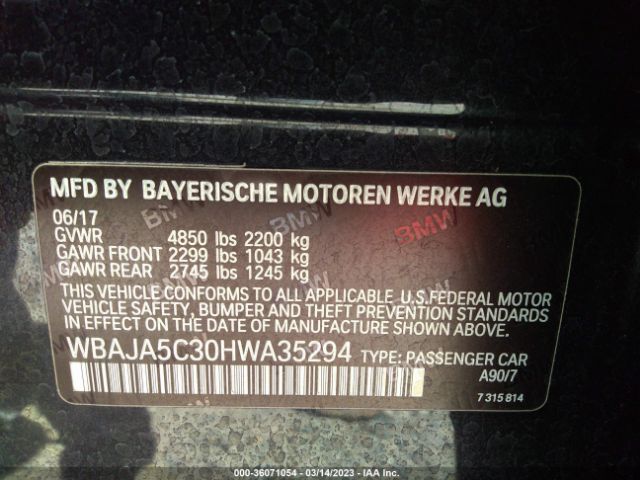 MFD BY BAYERISCHE MOTOREN WERKE AG
06/17
GVWR 4850 lbs 2200 kg
GAWR FRONT 2299 lbs 1043 kg
GAWR REAR 2745 lbs 1245 kg
BMW BMW BMW
THIS VEHICLE CONFORMS TO ALL APPLICABLE U.S.FEDERAL MOTOR
VEHICLE SAFETY, BUMPER AND THEFT PREVENTION STANDARDS
IN EFFECT ON THE DATE OF MANUFACTURE SHOWN ABOVE.
WBAJA5C30HWA35294 TYPE: PASSENGER CAR
A90/7
7 315 814
000-36071054 — 03/14/2023 — IAA Inc.